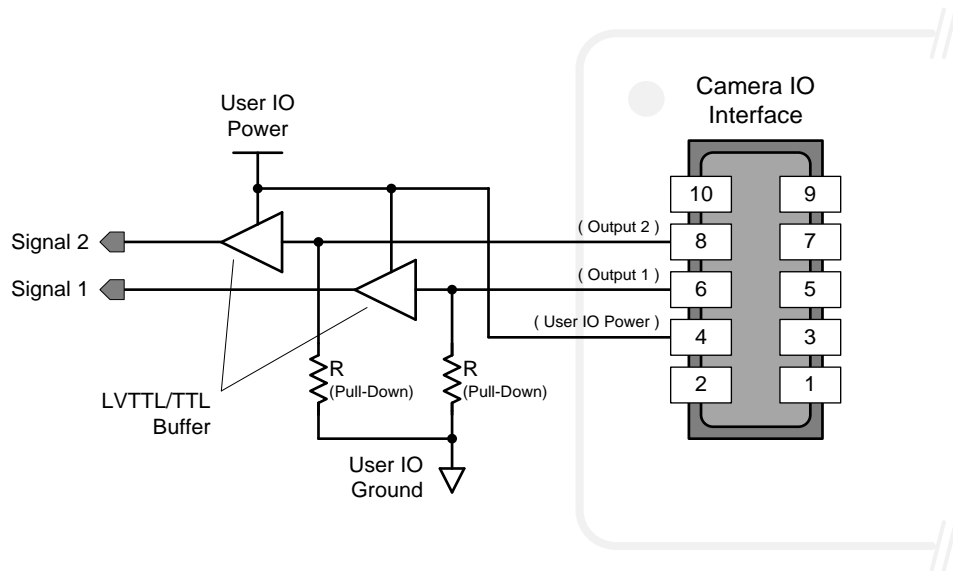 Camera IO
Interface
User IO
Power
10
9
( Output 2 )
8
7
Signal 2
( Output 1 )
6
5
Signal 1
( User IO Power )
4
3
R
(Pull-Down)
R
(Pull-Down)
2
1
LVTTL/TTL
Buffer
User IO
Ground